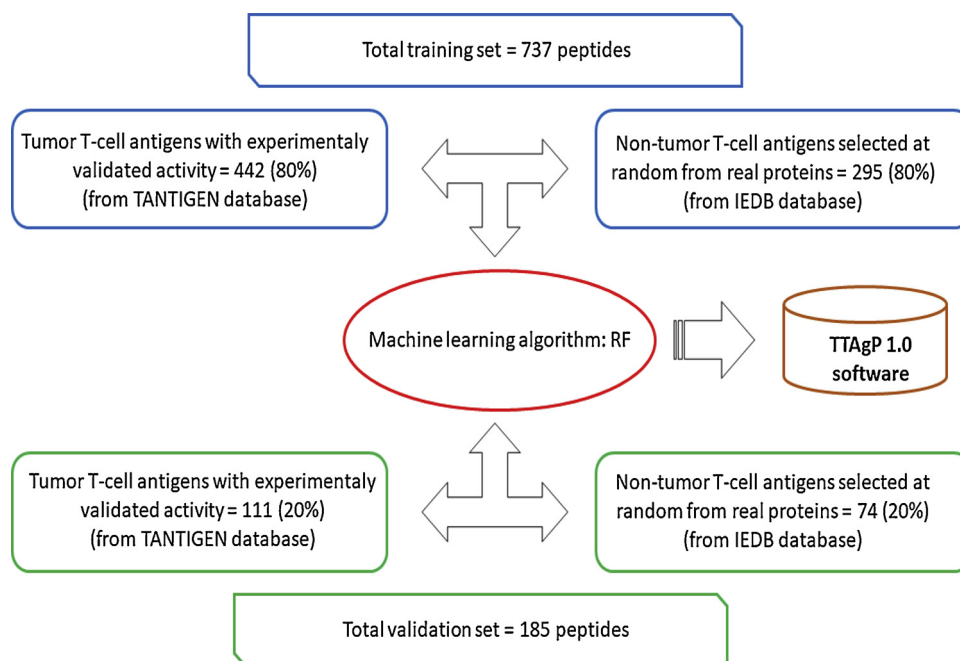 Total training set = 737 peptides
Tumor T-cell antigens with experimentaly
validated activity = 442 (80%)
(from TANTIGEN database)
Non-tumor T-cell antigens selected at
random from real proteins = 295 (80%)
(from IEDB database)
Machine learning algorithm: RF
TTAgP 1.0
software
Tumor T-cell antigens with experimentaly
validated activity = 111 (20%)
(from TANTIGEN database)
Non-tumor T-cell antigens selected at
random from real proteins = 74 (20%)
(from IEDB database)
Total validation set = 185 peptides